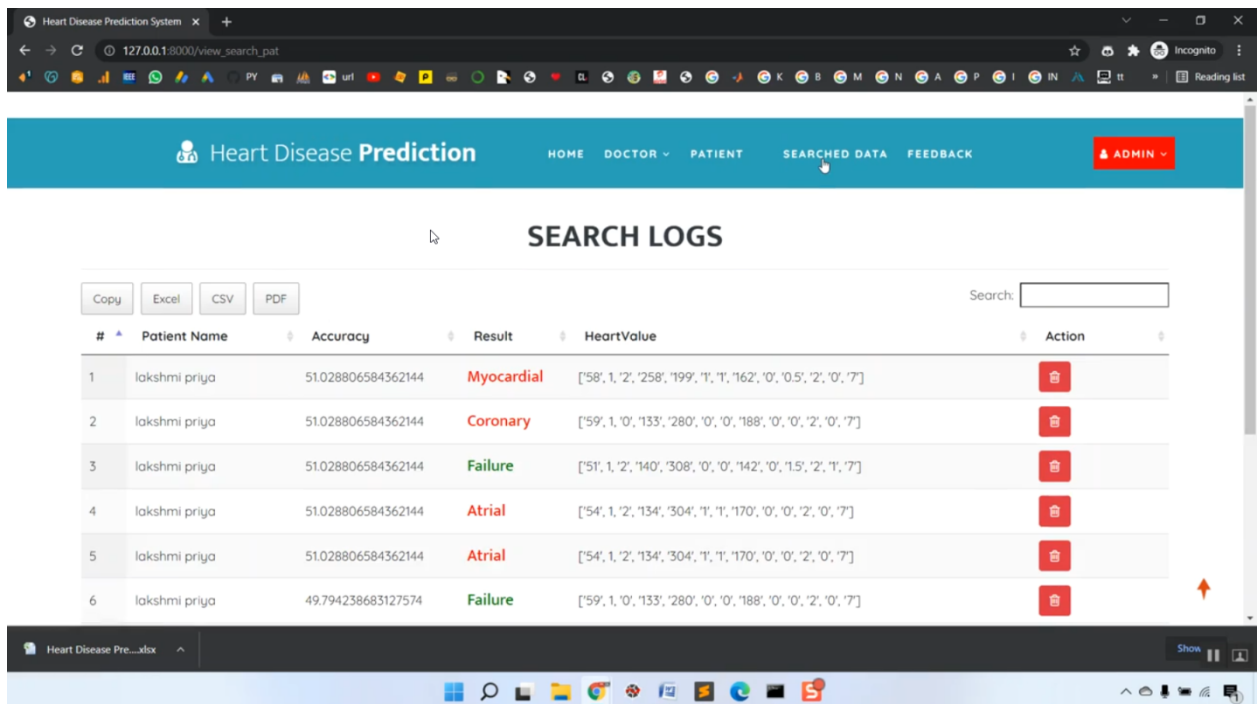 Heart Disease Prediction System
127.0.0.1:8000/view_search_pat
Incognito
PY url K B M N A P I IN tt » Reading list
Heart Disease Prediction
HOME DOCTOR PATIENT SEARCHED DATA FEEDBACK ADMIN
SEARCH LOGS
Copy Excel CSV PDF Search:
# Patient Name Accuracy Result HeartValue Action
1 lakshmi priya 51.028806584362144 Myocardial ['58', 1, '2', '258', '199', '1', '1', '162', '0', '0.5', '2', '0', '7']
2 lakshmi priya 51.028806584362144 Coronary ['59', 1, '0', '133', '280', '0', '0', '188', '0', '0', '2', '0', '7']
3 lakshmi priya 51.028806584362144 Failure ['51', 1, '2', '140', '308', '0', '0', '142', '0', '1.5', '2', '1', '7']
4 lakshmi priya 51.028806584362144 Atrial ['54', 1, '2', '134', '304', '1', '1', '170', '0', '0', '2', '0', '7']
5 lakshmi priya 51.028806584362144 Atrial ['54', 1, '2', '134', '304', '1', '1', '170', '0', '0', '2', '0', '7']
6 lakshmi priya 49.794238683127574 Failure ['59', 1, '0', '133', '280', '0', '0', '188', '0', '0', '2', '0', '7']
Heart Disease Pre....xlsx Show